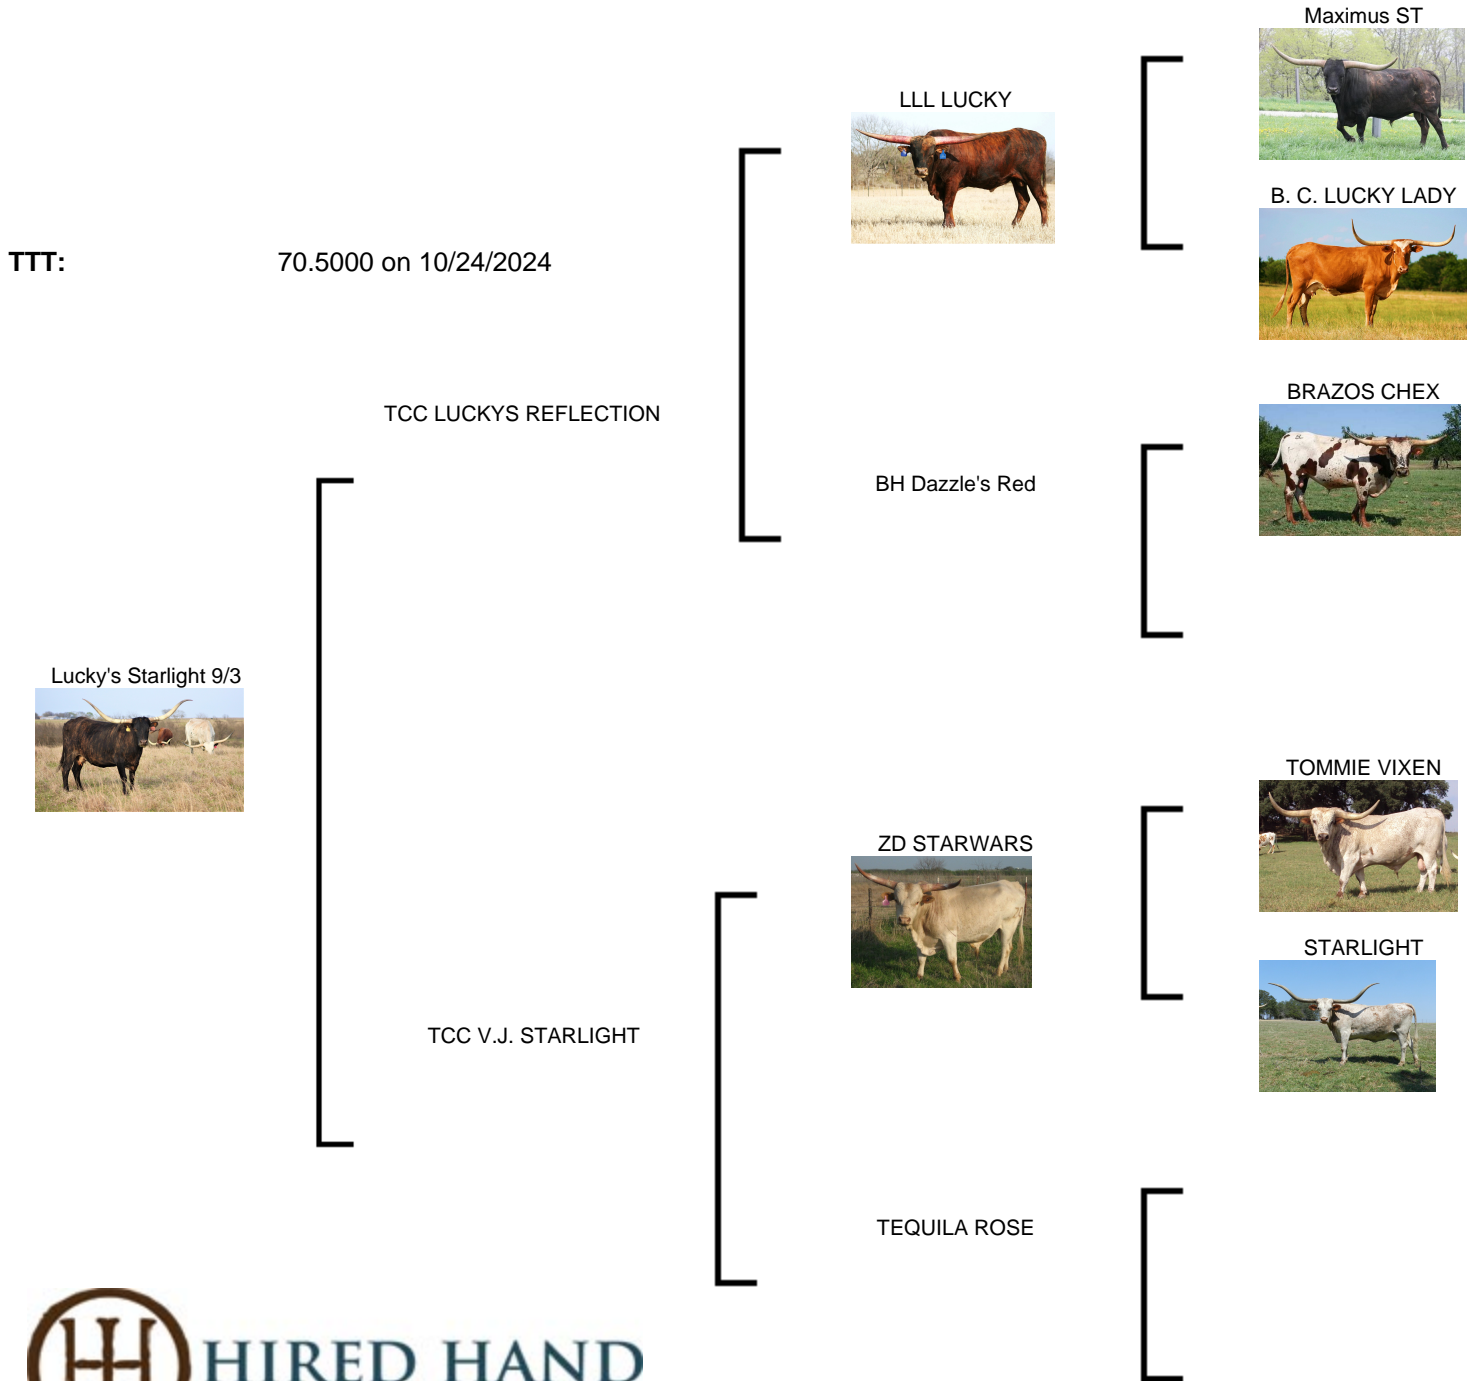 Maximus ST
LLL LUCKY
B. C. LUCKY LADY
TTT: 70.5000 on 10/24/2024
BRAZOS CHEX
TCC LUCKYS REFLECTION
BH Dazzle's Red
Lucky's Starlight 9/3
TOMMIE VIXEN
ZD STARWARS
STARLIGHT
TCC V.J. STARLIGHT
TEQUILA ROSE
HIRED HAND